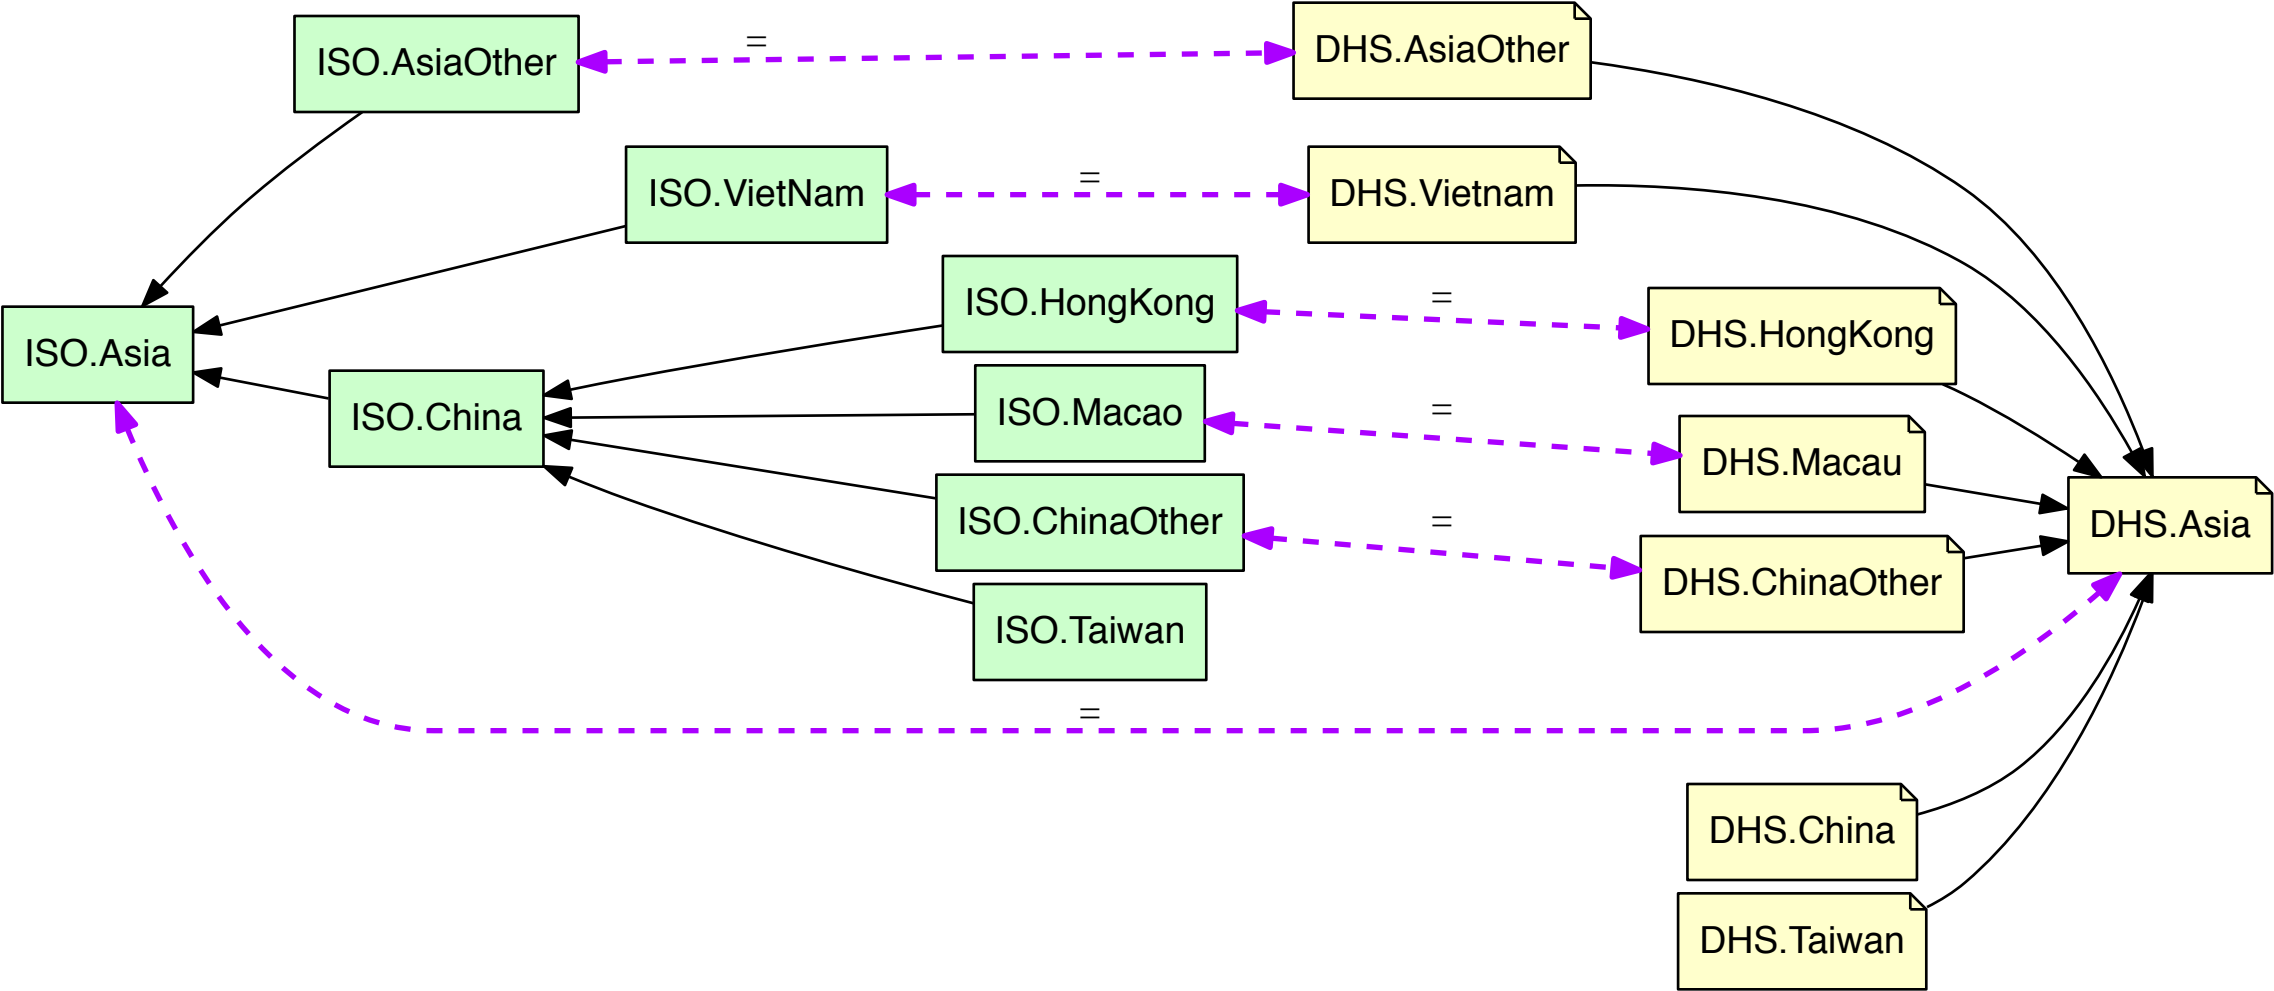 ISO.AsiaOther
=
DHS.AsiaOther
ISO.VietNam
=
DHS.Vietnam
ISO.HongKong
=
DHS.HongKong
ISO.Asia
ISO.China
ISO.Macao
=
DHS.Macau
ISO.ChinaOther
=
DHS.ChinaOther
DHS.Asia
ISO.Taiwan
=
DHS.China
DHS.Taiwan